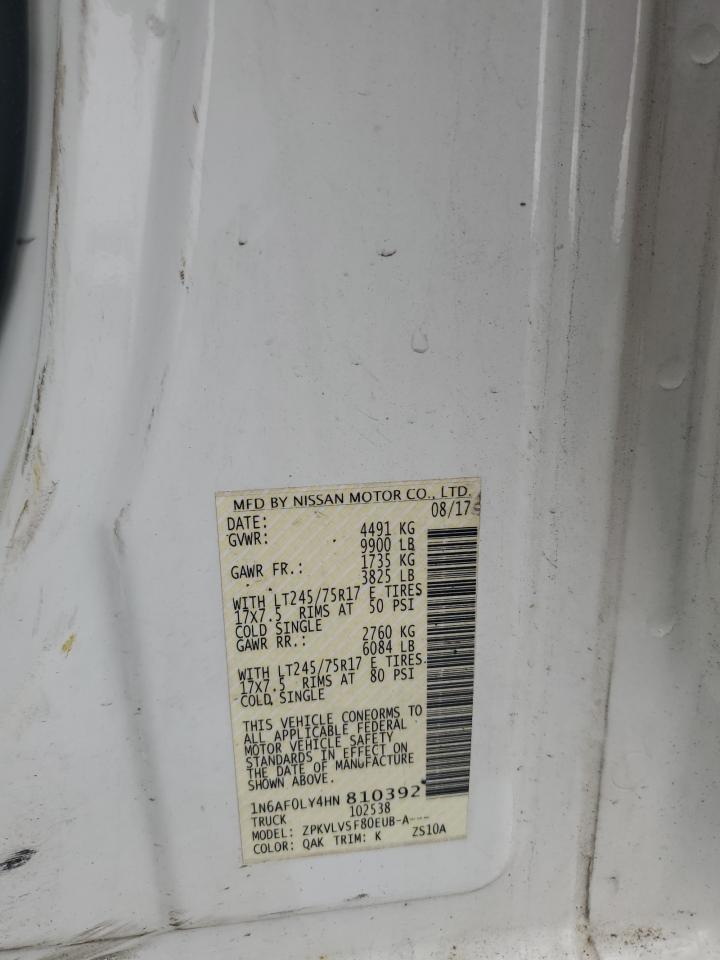 MFD BY NISSAN MOTOR CO., LTD.
DATE: 08/17
GVWR: 4491 KG
9900 LB
GAWR FR.: 1735 KG
3825 LB
WITH LT245/75R17 E TIRES
17X7.5 RIMS AT 50 PSI
COLD SINGLE
GAWR RR.: 2760 KG
6084 LB
WITH LT245/75R17 E TIRES
17X7.5 RIMS AT 80 PSI
COLD SINGLE
THIS VEHICLE CONFORMS TO
ALL APPLICABLE FEDERAL
MOTOR VEHICLE SAFETY
STANDARDS IN EFFECT ON
THE DATE OF MANUFACTURE
SHOWN ABOVE.
1N6AF0LY4HN 810392
TRUCK 102538
MODEL: ZPKVLVSF80EUB-A---
COLOR: QAK TRIM: K ZS10A